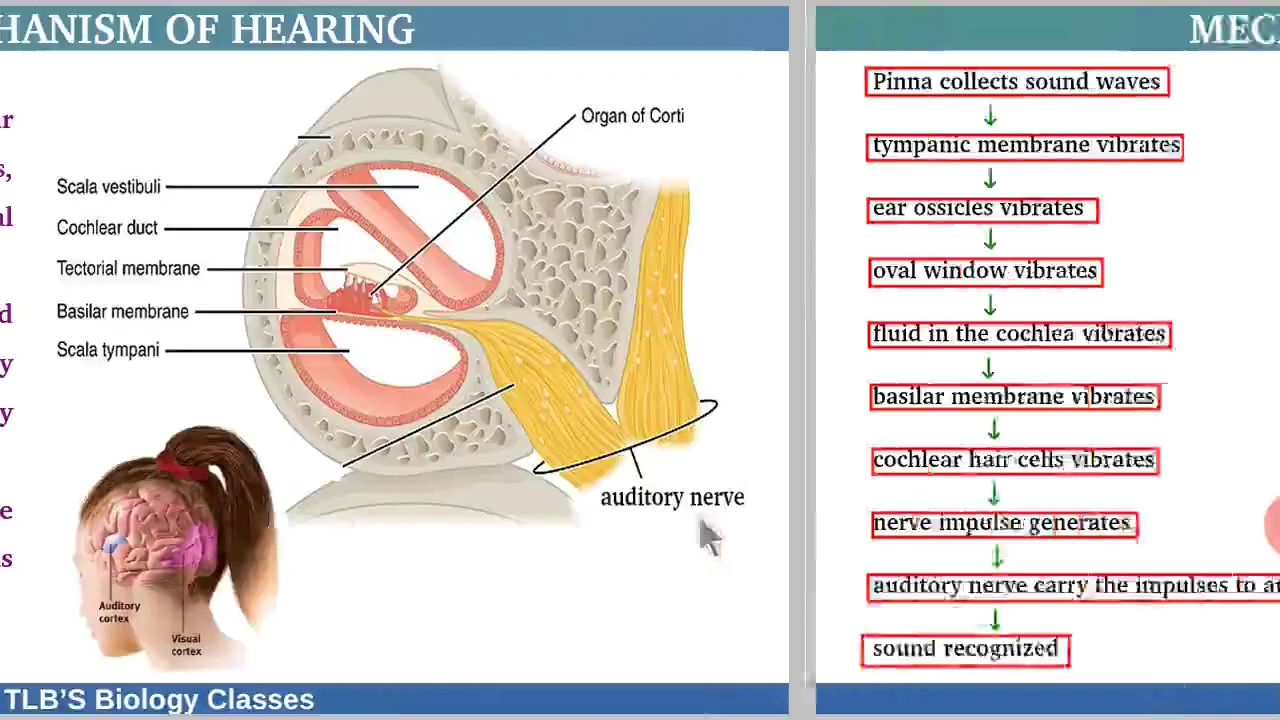 HANISM OF HEARING
r
s,
al
d
y
y
e
s
Organ of Corti
Scala vestibuli
Cochlear duct
Tectorial membrane
Basilar membrane
Scala tympani
auditory nerve
Auditory
cortex
Visual
cortex
TLB'S Biology Classes
MEC
Pinna collects sound waves
↓
tympanic membrane vibrates
↓
ear ossicles vibrates
↓
oval window vibrates
↓
fluid in the cochlea vibrates
↓
basilar membrane vibrates
↓
cochlear hair cells vibrates
↓
nerve impulse generates
↓
auditory nerve carry the impulses to
↓
sound recognized